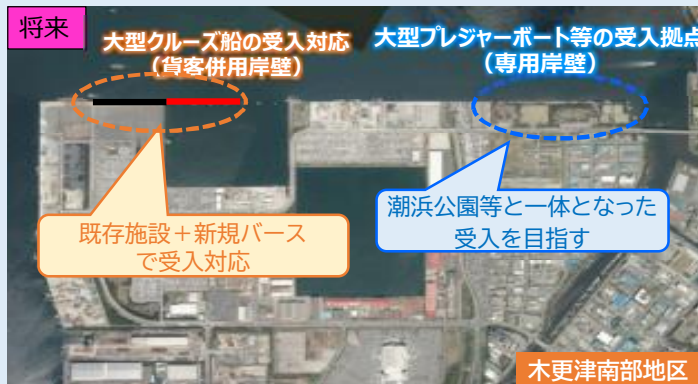 将来
大型クルーズ船の受入対応
(貨客併用岸壁)
大型プレジャーボート等の受入拠点
(専用岸壁)
既存施設＋新規バース
で受入対応
潮浜公園等と一体となった
受入を目指す
木更津南部地区